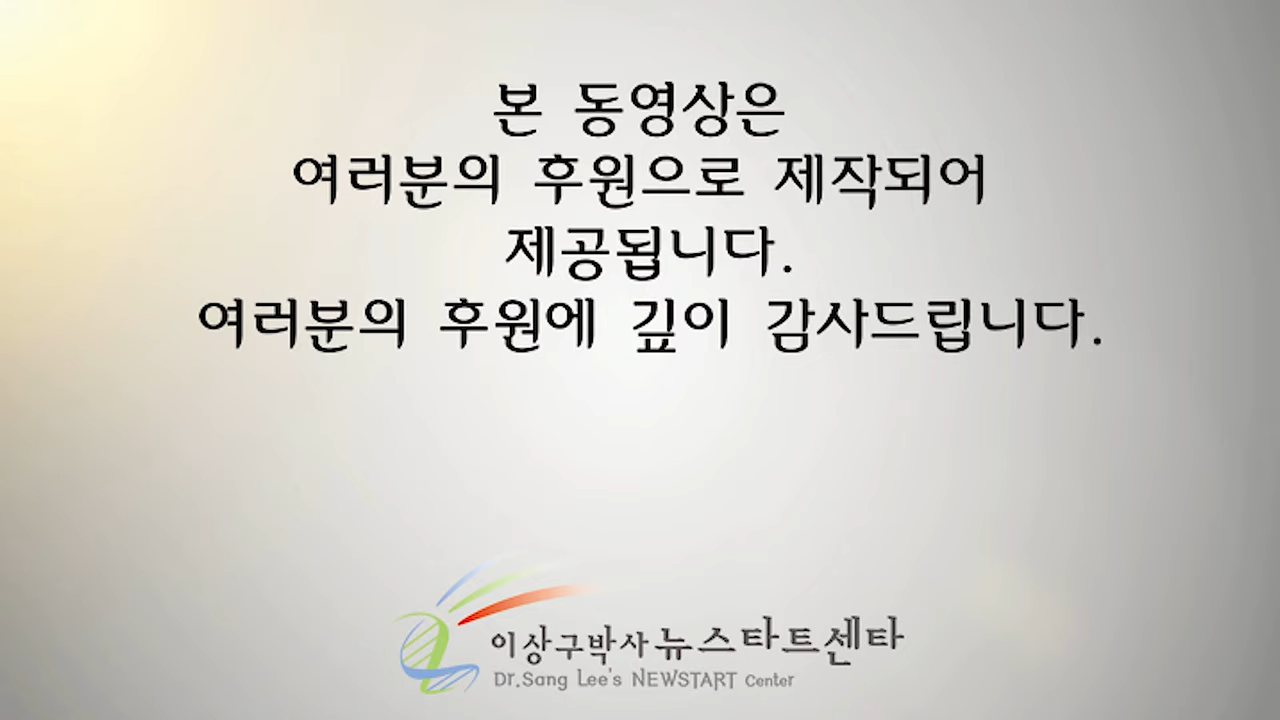 본 동영상은
여러분의 후원으로 제작되어
제공됩니다.
여러분의 후원에 깊이 감사드립니다.
이상구박사 뉴스타트센타
Dr.Sang Lee's NEWSTART Center